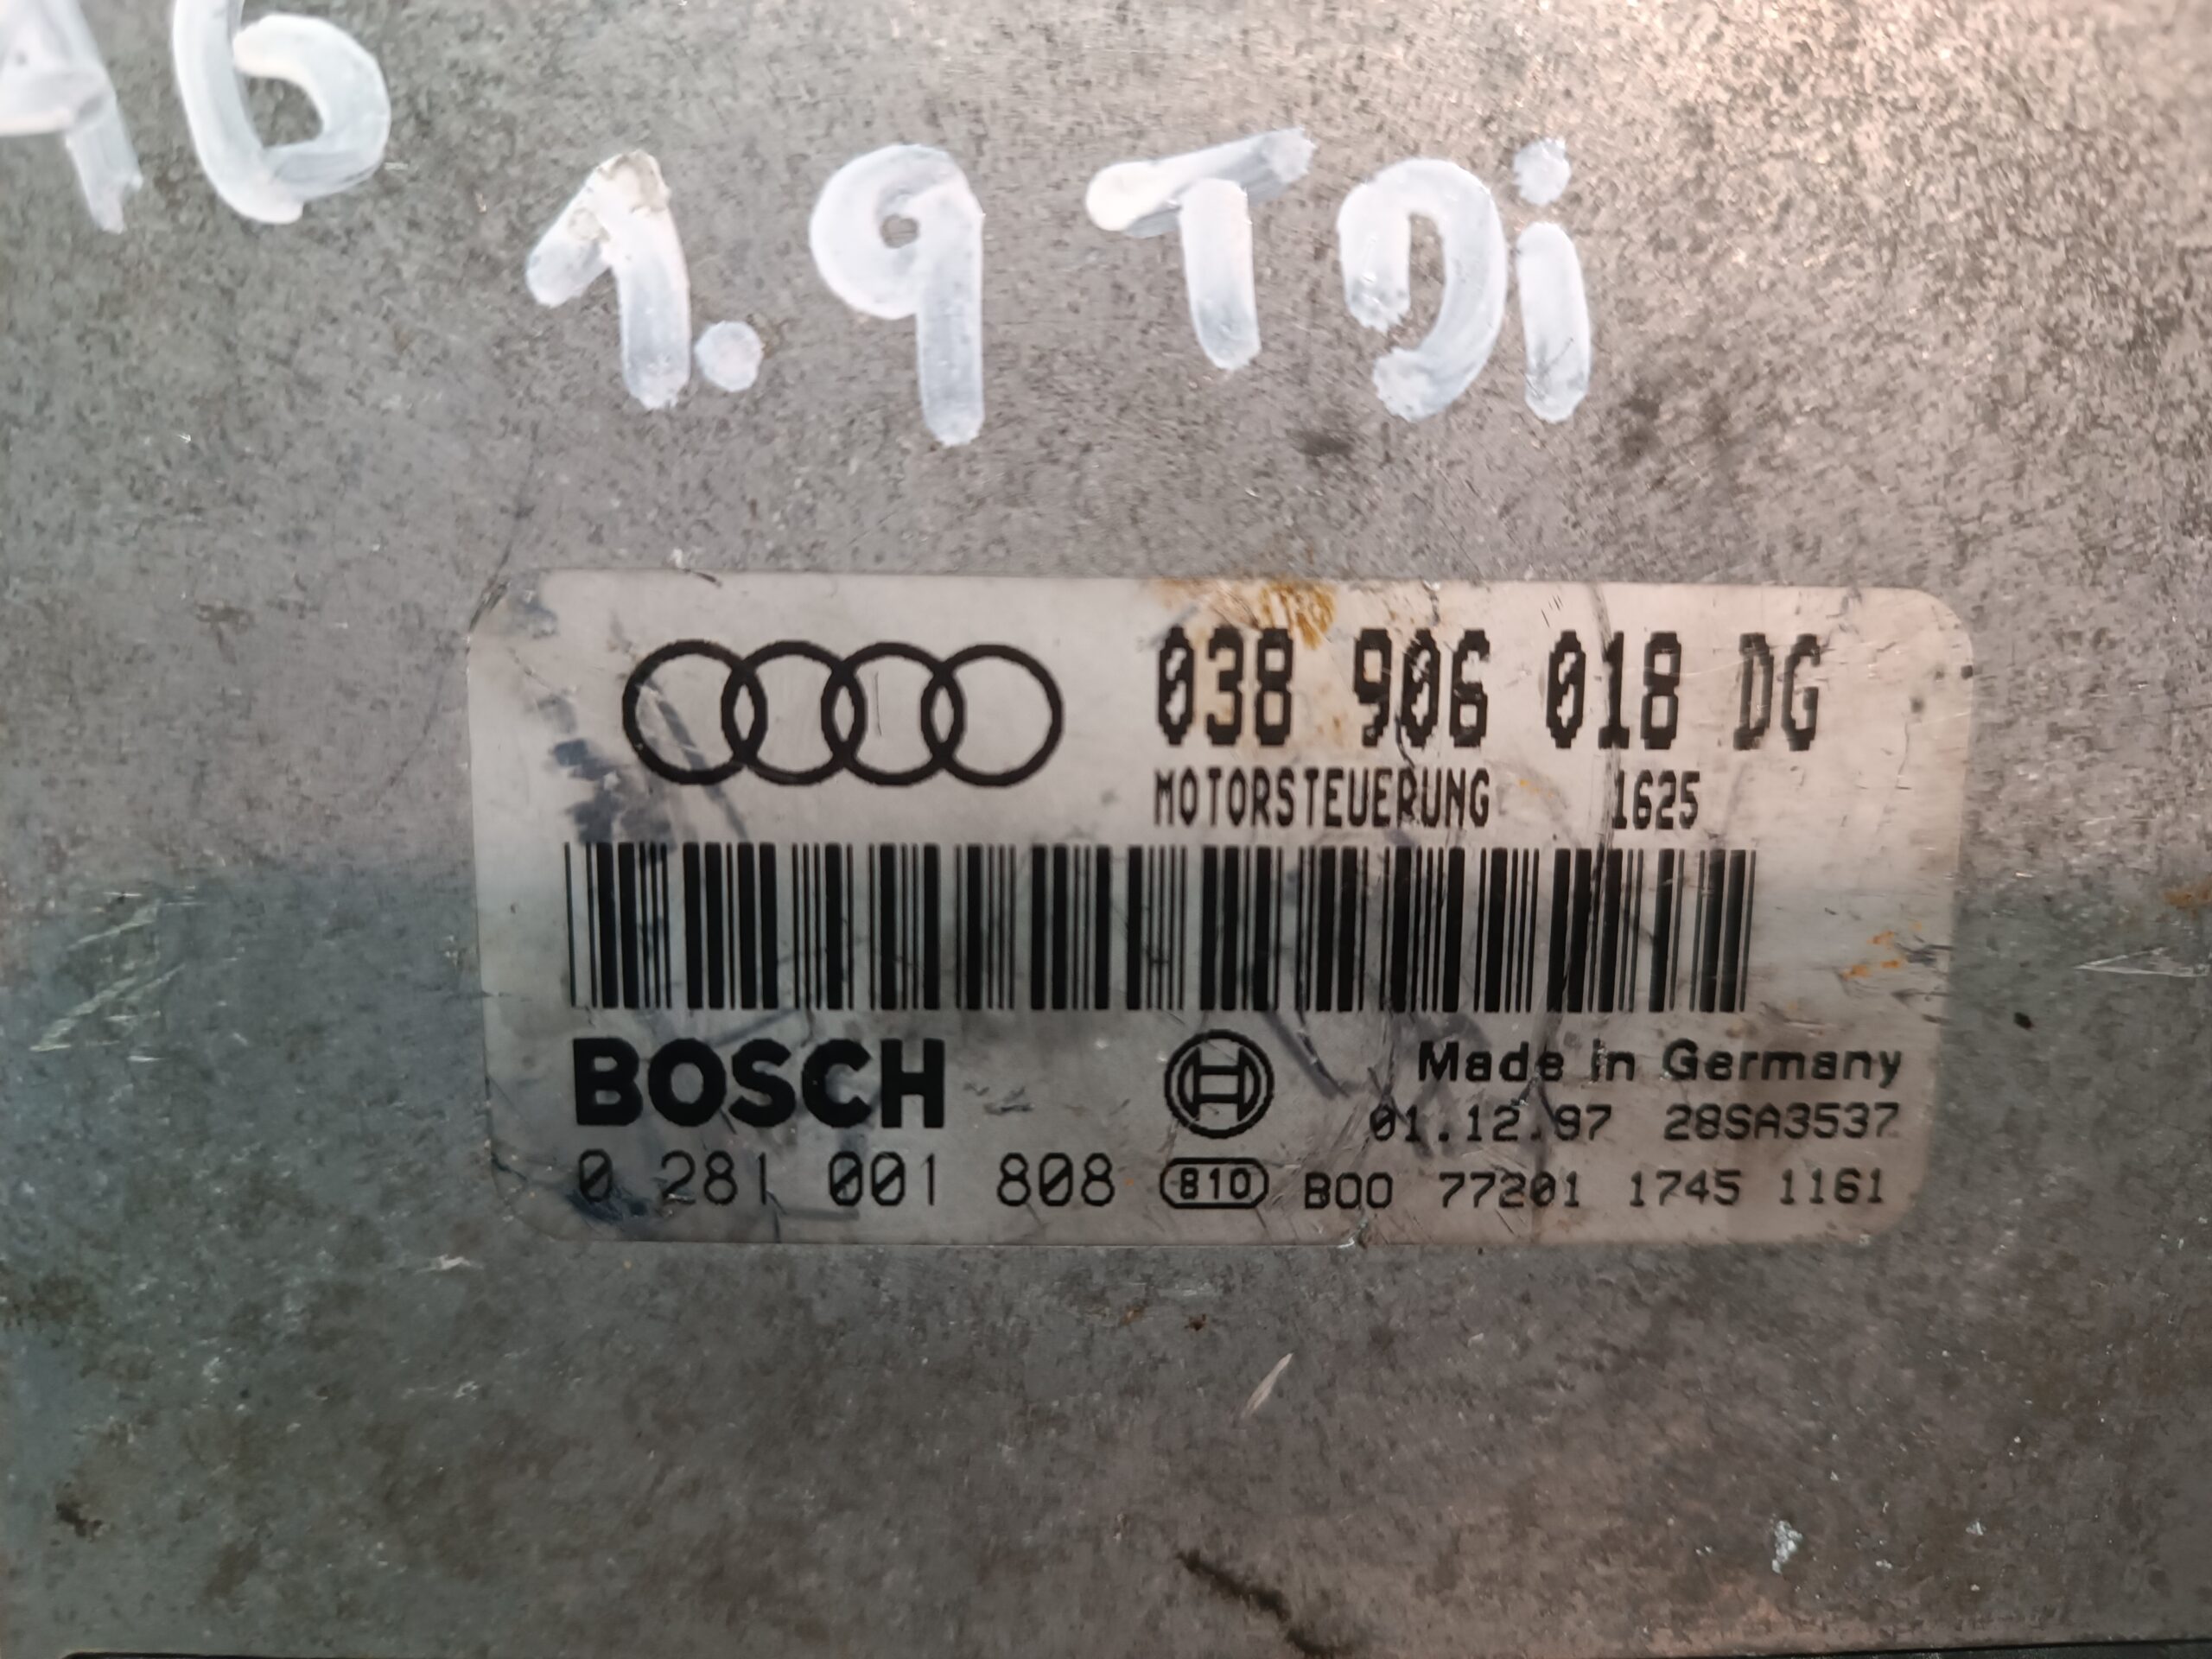 A6
1.9 TDi
038 906 018 DG
MOTORSTEUERUNG 1625
BOSCH
Made in Germany
01.12.97 28SA3537
0 281 001 808 810 B00 77201 1745 1161